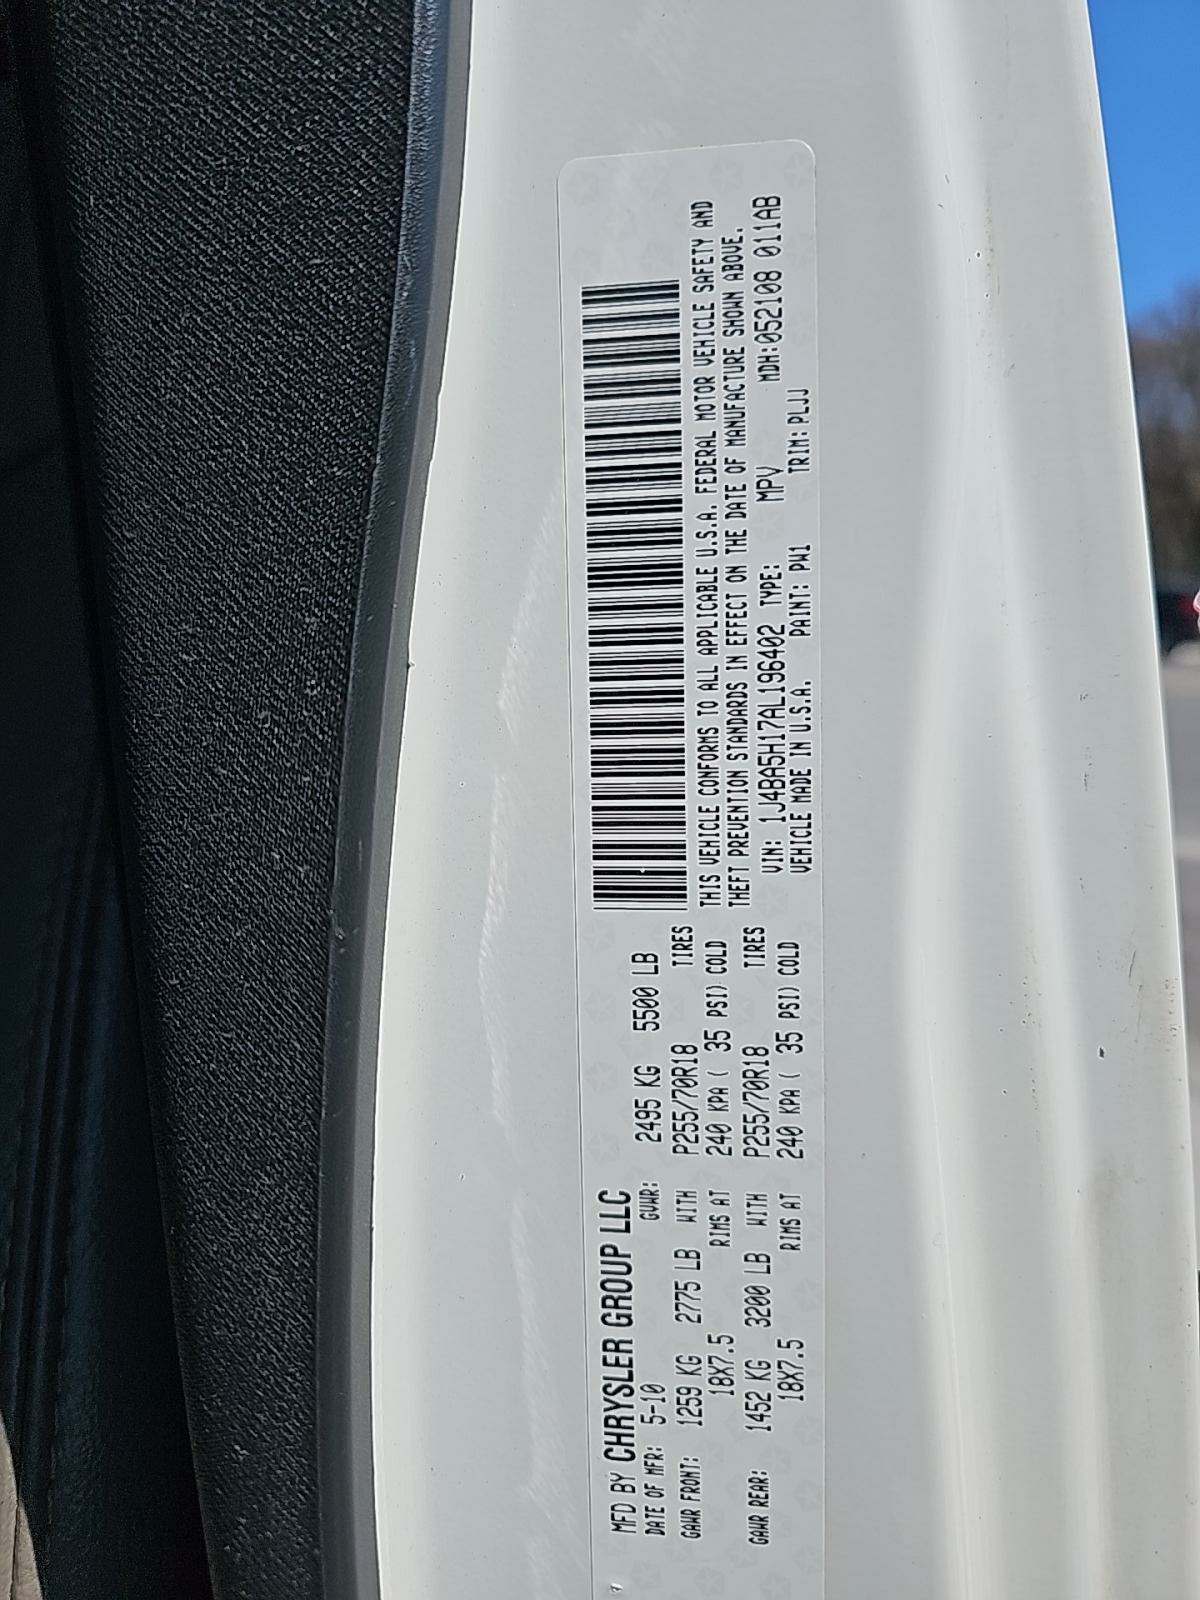 MFD BY CHRYSLER GROUP LLC
DATE OF MFR: 5-10 GVWR: 2495 KG 5500 LB
GAWR FRONT: 1259 KG 2775 LB WITH P255/70R18 TIRES
18X7.5 RIMS AT 240 KPA ( 35 PSI) COLD
GAWR REAR: 1452 KG 3200 LB WITH P255/70R18 TIRES
18X7.5 RIMS AT 240 KPA ( 35 PSI) COLD
THIS VEHICLE CONFORMS TO ALL APPLICABLE U.S.A. FEDERAL MOTOR VEHICLE SAFETY AND
THEFT PREVENTION STANDARDS IN EFFECT ON THE DATE OF MANUFACTURE SHOWN ABOVE.
VIN: 1J4BA5H17AL196402 TYPE: MPV MDH:052108 011AB
VEHICLE MADE IN U.S.A. PAINT: PW1 TRIM: PLJJ